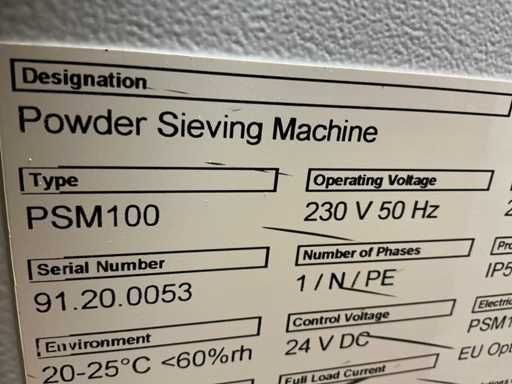 Designation
Powder Sieving Machine
Type
Operating Voltage
PSM100
230 V 50 Hz
Serial Number
Number of Phases
91.20.0053
1 / N / PE
Environment
Control Voltage
20-25°C <60%rh
24 V DC
Full Load Current